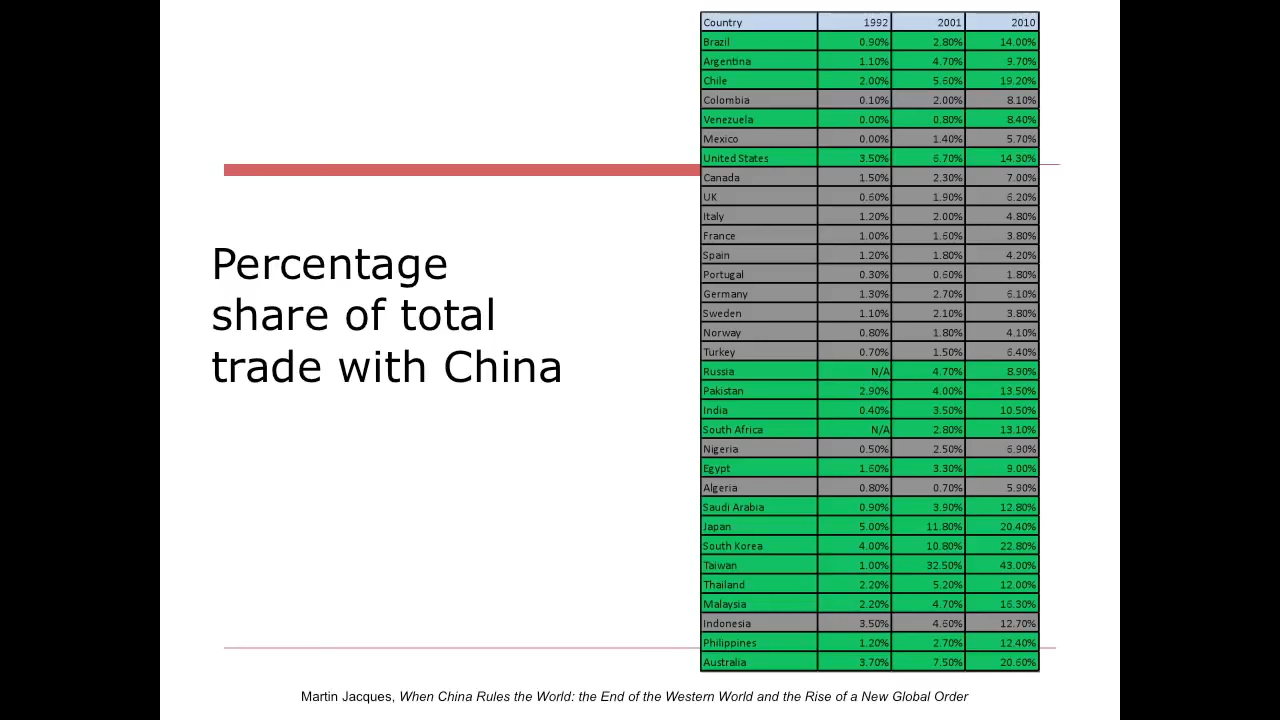 Percentage
share of total
trade with China
Country 1992 2001 2010
Brazil 0.90% 2.80% 14.00%
Argentina 1.10% 4.70% 9.70%
Chile 2.00% 5.60% 19.20%
Colombia 0.10% 2.00% 8.10%
Venezuela 0.00% 0.80% 8.40%
Mexico 0.00% 1.40% 5.70%
United States 3.50% 6.70% 14.30%
Canada 1.50% 2.30% 7.00%
UK 0.60% 1.90% 6.20%
Italy 1.20% 2.00% 4.80%
France 1.00% 1.60% 3.80%
Spain 1.20% 1.80% 4.20%
Portugal 0.30% 0.60% 1.80%
Germany 1.30% 2.70% 6.10%
Sweden 1.10% 2.10% 3.80%
Norway 0.80% 1.80% 4.10%
Turkey 0.70% 1.50% 6.40%
Russia N/A 4.70% 8.90%
Pakistan 2.90% 4.00% 13.50%
India 0.40% 3.50% 10.50%
South Africa N/A 2.80% 13.10%
Nigeria 0.50% 2.50% 6.90%
Egypt 1.60% 3.30% 9.00%
Algeria 0.80% 0.70% 5.90%
Saudi Arabia 0.90% 3.90% 12.80%
Japan 5.00% 11.80% 20.40%
South Korea 4.00% 10.80% 22.80%
Taiwan 1.00% 32.50% 43.00%
Thailand 2.20% 5.20% 12.00%
Malaysia 2.20% 4.70% 16.30%
Indonesia 3.50% 4.60% 12.70%
Philippines 1.20% 2.70% 12.40%
Australia 3.70% 7.50% 20.60%
Martin Jacques, When China Rules the World: the End of the Western World and the Rise of a New Global Order